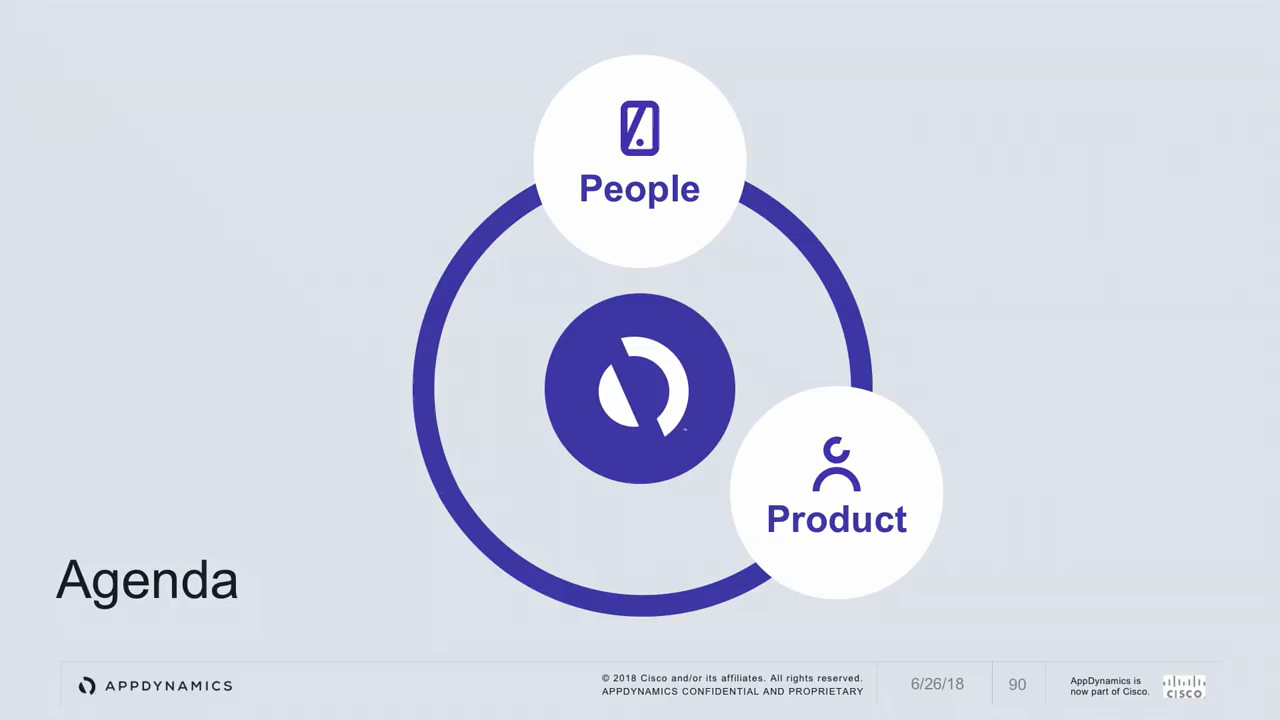 People
Product
Agenda
APPDYNAMICS
© 2018 Cisco and/or its affiliates. All rights reserved.
APPDYNAMICS CONFIDENTIAL AND PROPRIETARY
6/26/18
90
AppDynamics is
now part of Cisco.
CISCO